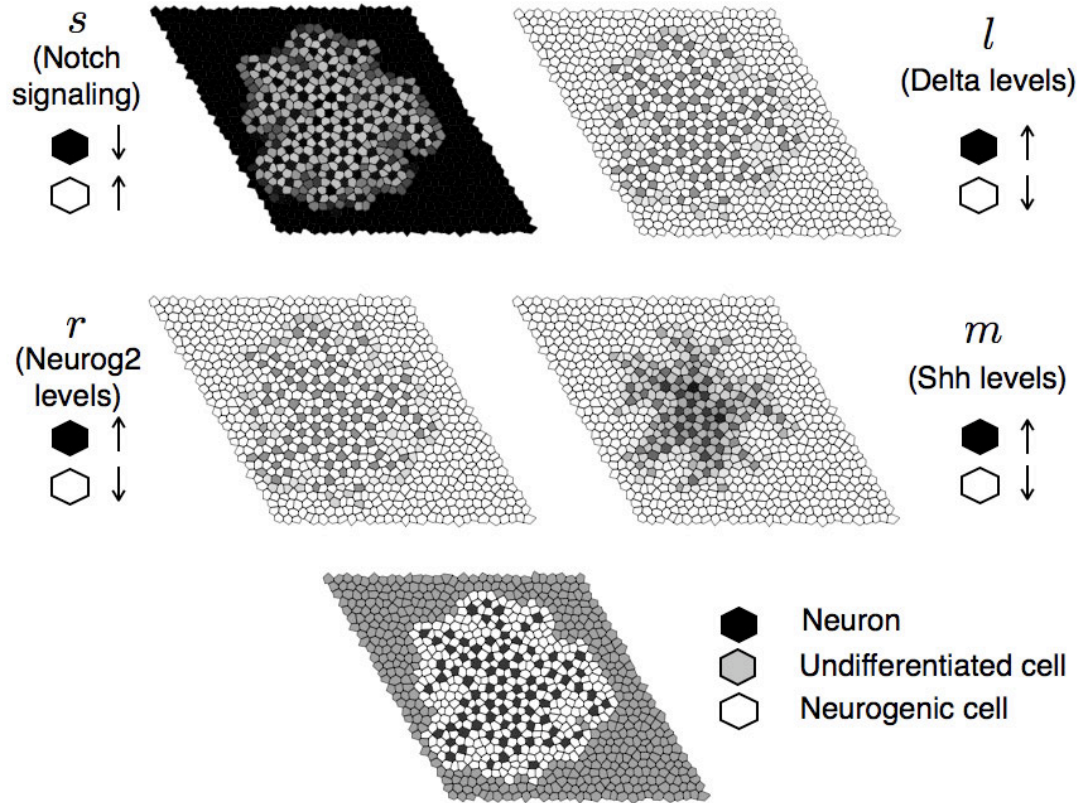 s
(Notch
signaling)
↓
↑
l
(Delta levels)
↑
↓
r
(Neurog2
levels)
↑
↓
m
(Shh levels)
↑
↓
Neuron
Undifferentiated cell
Neurogenic cell